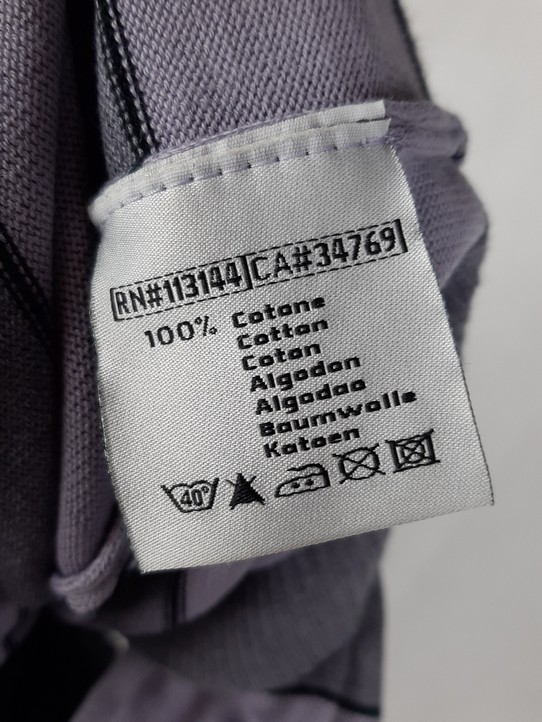 RN#113144 CA#34769
100% Cotone
Cotton
Coton
Algodon
Algodao
Baumwolle
Katoen
40°